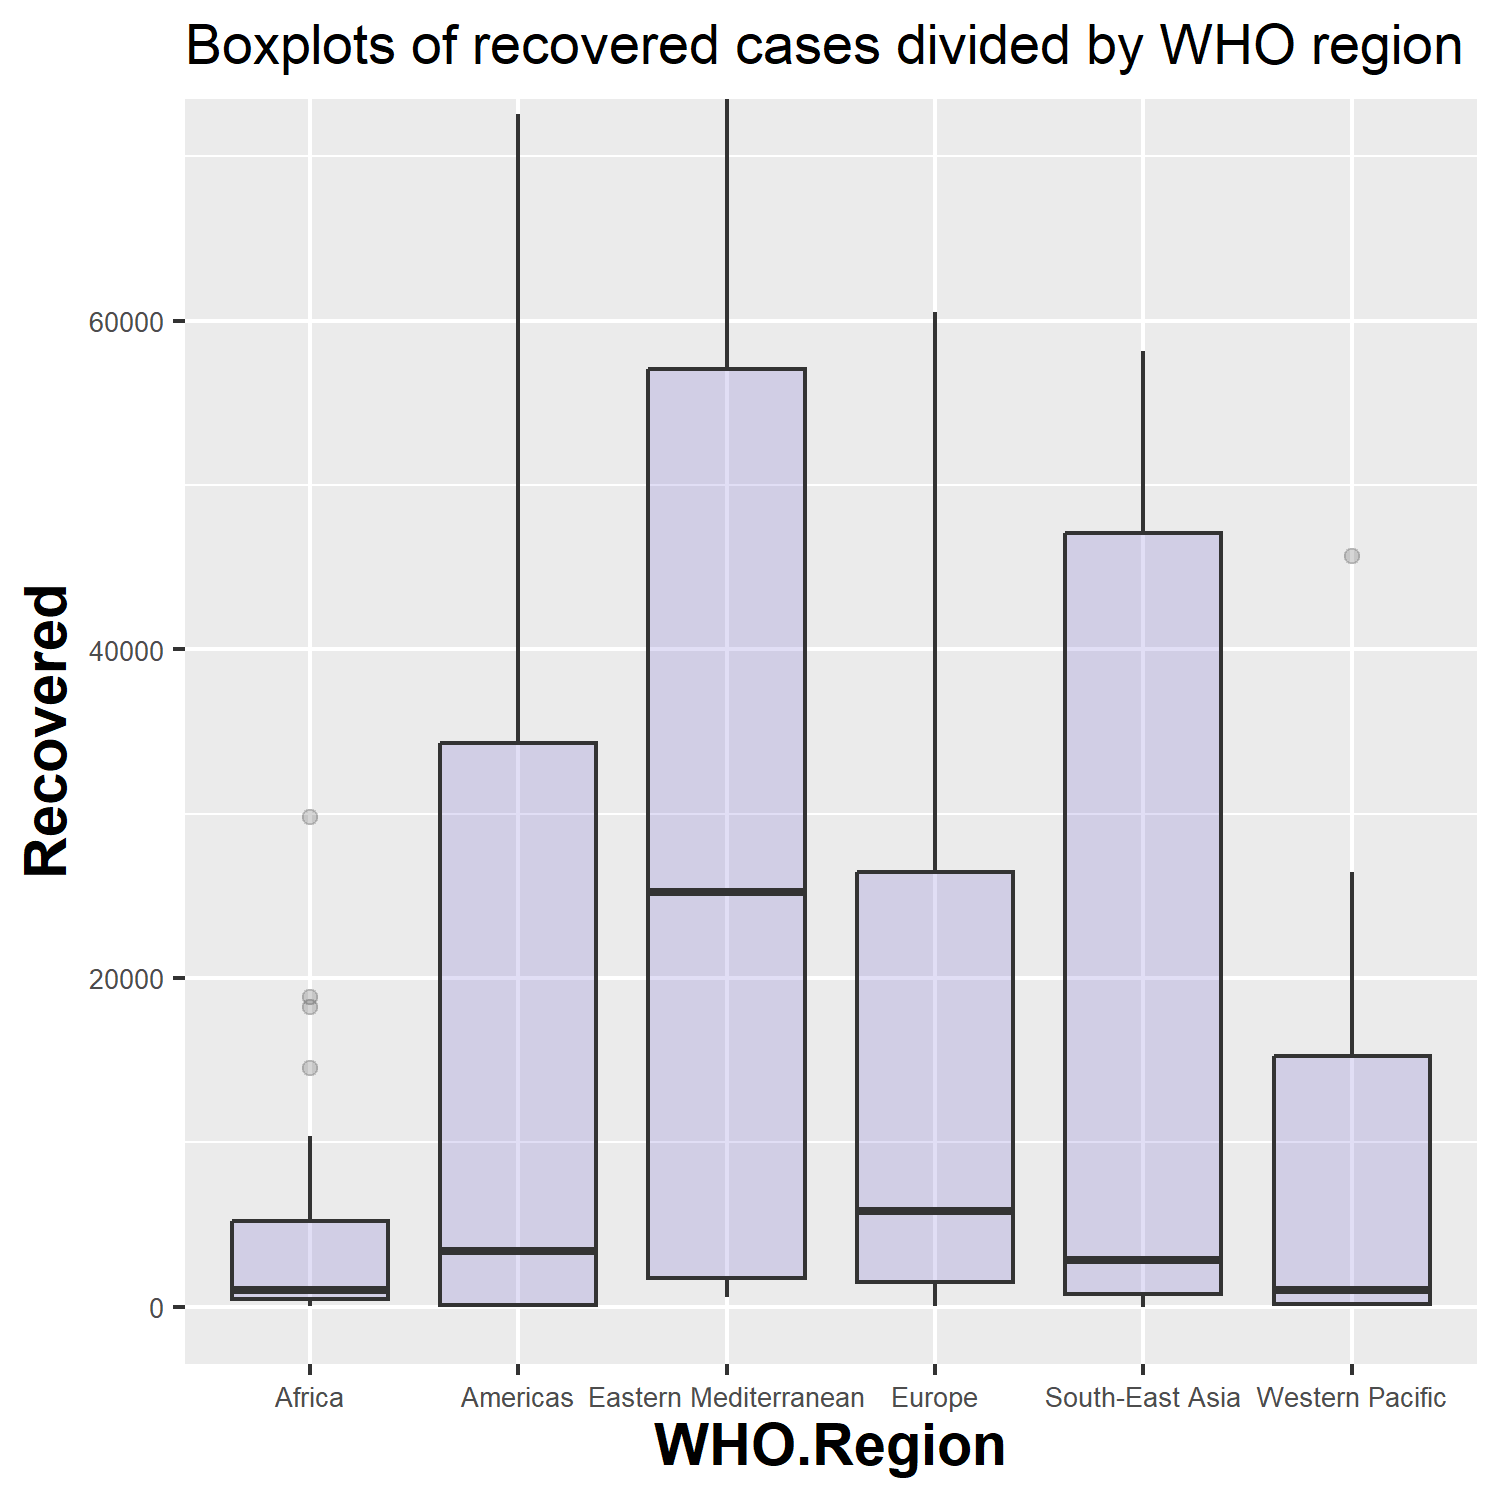 Boxplots of recovered cases divided by WHO region
Recovered
60000
40000
20000
0
Africa Americas Eastern Mediterranean Europe South-East Asia Western Pacific
WHO.Region